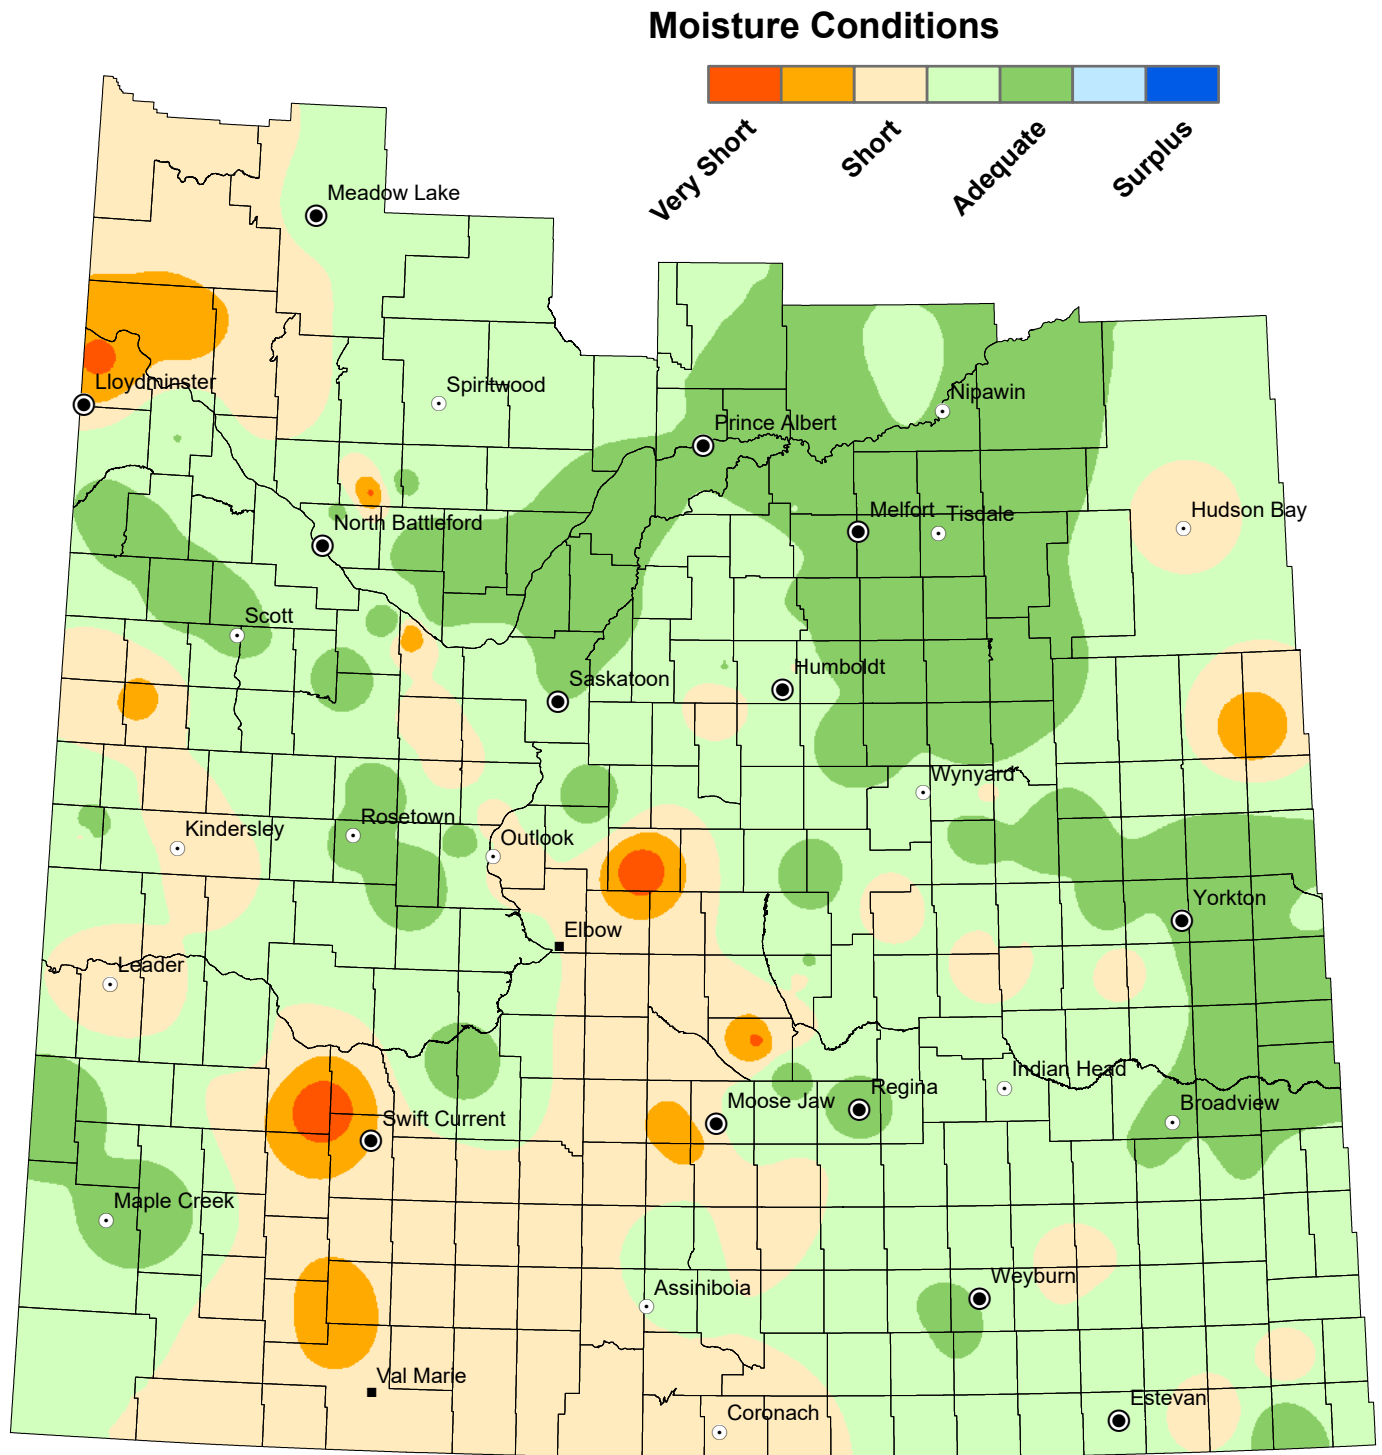 Moisture Conditions
Very Short
Short
Adequate
Surplus
Meadow Lake
Lloydminster
Spiritwood
Nipawin
Prince Albert
North Battleford
Melfort
Tisdale
Hudson Bay
Scott
Saskatoon
Humboldt
Wynyard
Kindersley
Rosetown
Outlook
Yorkton
Elbow
Leader
Indian Head
Regina
Moose Jaw
Broadview
Swift Current
Maple Creek
Assiniboia
Weyburn
Val Marie
Coronach
Estevan